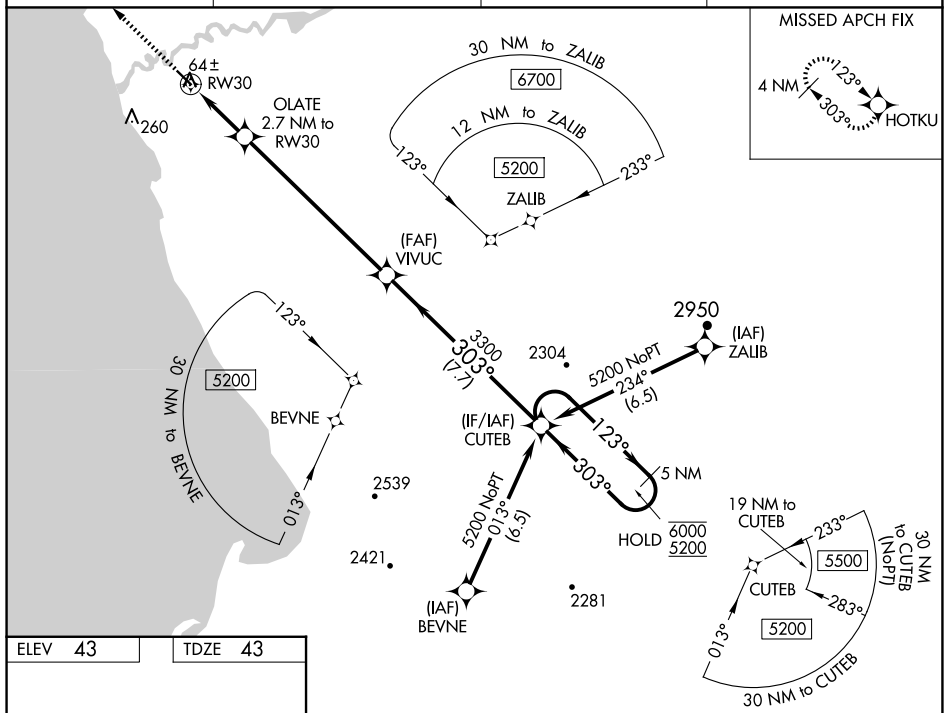 MISSED APCH FIX
4 NM
123°
303°
HOTKU
64±
RW30
260
OLATE
2.7 NM to
RW30
30 NM to ZALIB
6700
12 NM to ZALIB
5200
123°
233°
ZALIB
(FAF)
VIVUC
123°
30 NM to BEVNE
5200
BEVNE
013°
3300
303°
(7.7)
2304
2950
(IAF)
ZALIB
5200 NoPT
234°
(6.5)
(IF/IAF)
CUTEB
123°
303°
5 NM
HOLD
6000
5200
2539
2421
5200 NoPT
013°
(6.5)
(IAF)
BEVNE
2281
19 NM to
CUTEB
233°
30 NM
to CUTEB
(NoPT)
5500
CUTEB
283°
5200
013°
30 NM to CUTEB
ELEV 43
TDZE 43